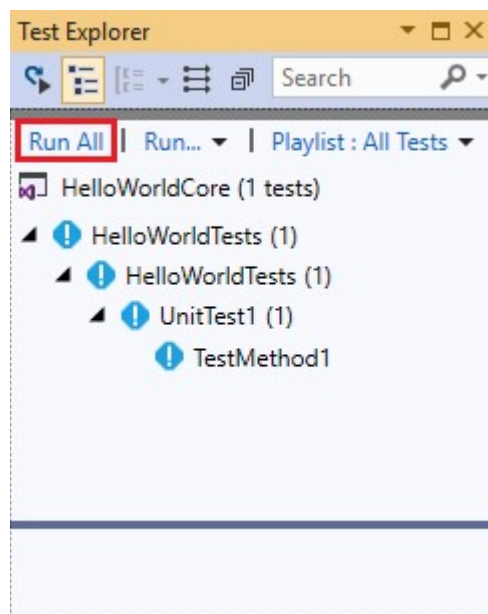 Test Explorer
Search
Run All | Run... | Playlist : All Tests
HelloWorldCore (1 tests)
HelloWorldTests (1)
HelloWorldTests (1)
UnitTest1 (1)
TestMethod1